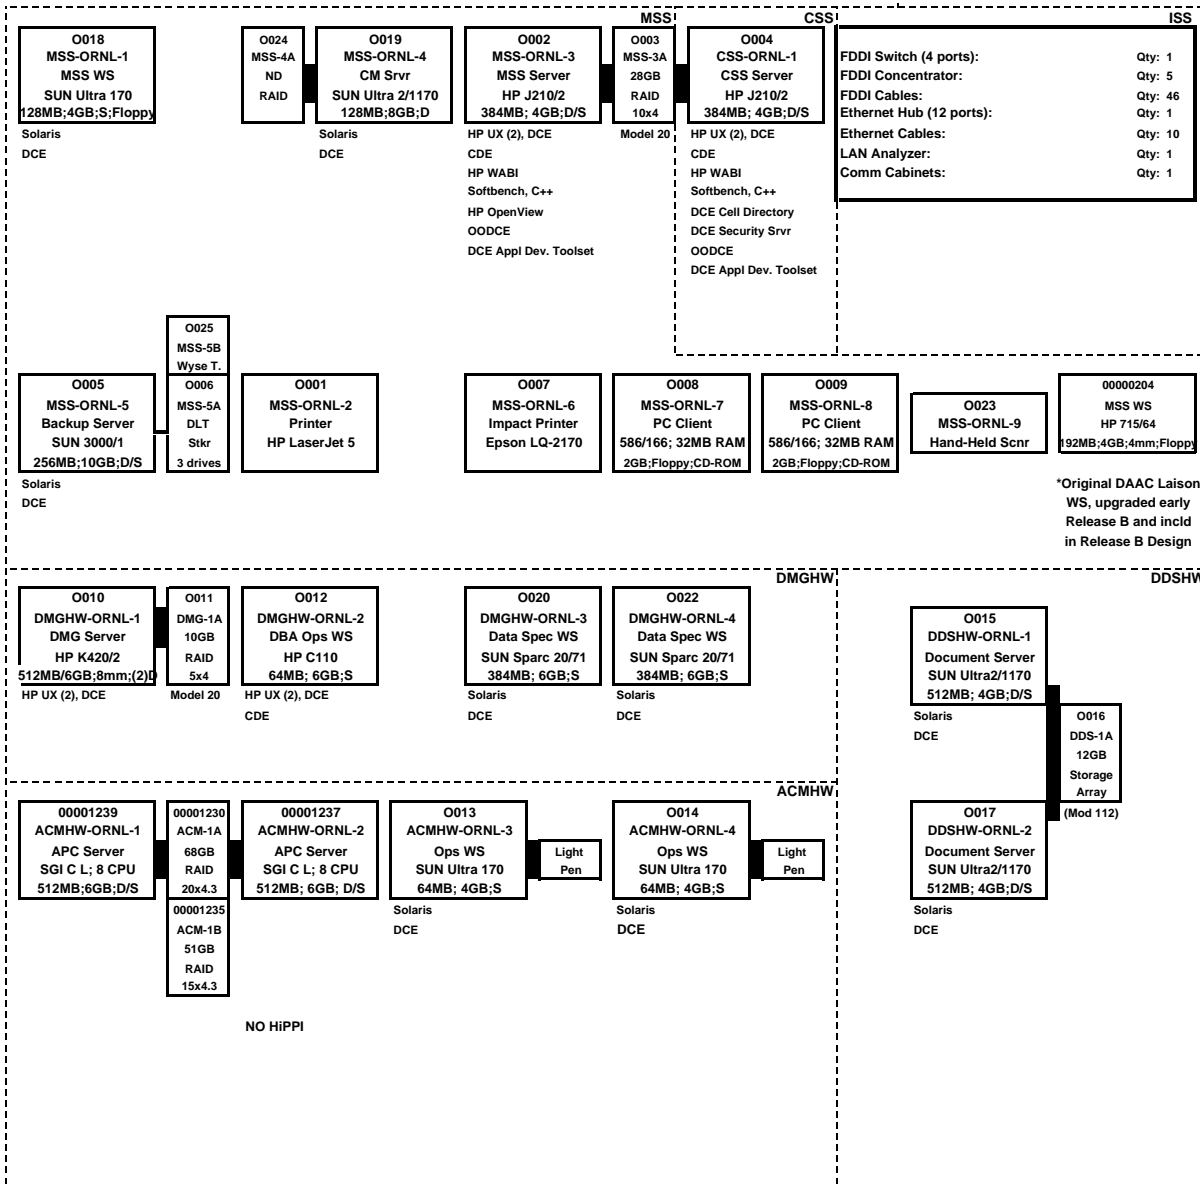 MSS
CSS
ISS
O018
MSS-ORNL-1
MSS WS
SUN Ultra 170
128MB;4GB;S;Floppy
Solaris
DCE
O024
MSS-4A
ND
RAID
O019
MSS-ORNL-4
CM Srvr
SUN Ultra 2/1170
128MB;8GB;D
Solaris
DCE
O002
MSS-ORNL-3
MSS Server
HP J210/2
384MB; 4GB;D/S
HP UX (2), DCE
CDE
HP WABI
Softbench, C++
HP OpenView
OODCE
DCE Appl Dev. Toolset
O003
MSS-3A
28GB
RAID
10x4
Model 20
O004
CSS-ORNL-1
CSS Server
HP J210/2
384MB; 4GB;D/S
HP UX (2), DCE
CDE
HP WABI
Softbench, C++
DCE Cell Directory
DCE Security Srvr
OODCE
DCE Appl Dev. Toolset
FDDI Switch (4 ports): Qty: 1
FDDI Concentrator: Qty: 5
FDDI Cables: Qty: 46
Ethernet Hub (12 ports): Qty: 1
Ethernet Cables: Qty: 10
LAN Analyzer: Qty: 1
Comm Cabinets: Qty: 1
O005
MSS-ORNL-5
Backup Server
SUN 3000/1
256MB;10GB;D/S
Solaris
DCE
O025
MSS-5B
Wyse T.
O006
MSS-5A
DLT
Stkr
3 drives
O001
MSS-ORNL-2
Printer
HP LaserJet 5
O007
MSS-ORNL-6
Impact Printer
Epson LQ-2170
O008
MSS-ORNL-7
PC Client
586/166; 32MB RAM
2GB;Floppy;CD-ROM
O009
MSS-ORNL-8
PC Client
586/166; 32MB RAM
2GB;Floppy;CD-ROM
O023
MSS-ORNL-9
Hand-Held Scnr
00000204
MSS WS
HP 715/64
192MB;4GB;4mm;Floppy
*Original DAAC Laison
WS, upgraded early
Release B and incld
in Release B Design
DMGHW
DDSHW
O010
DMGHW-ORNL-1
DMG Server
HP K420/2
512MB/6GB;8mm;(2)D
HP UX (2), DCE
O011
DMG-1A
10GB
RAID
5x4
Model 20
O012
DMGHW-ORNL-2
DBA Ops WS
HP C110
64MB; 6GB;S
HP UX (2), DCE
CDE
O020
DMGHW-ORNL-3
Data Spec WS
SUN Sparc 20/71
384MB; 6GB;S
Solaris
DCE
O022
DMGHW-ORNL-4
Data Spec WS
SUN Sparc 20/71
384MB; 6GB;S
Solaris
DCE
O015
DDSHW-ORNL-1
Document Server
SUN Ultra2/1170
512MB; 4GB;D/S
Solaris
DCE
O016
DDS-1A
12GB
Storage
Array
(Mod 112)
O017
DDSHW-ORNL-2
Document Server
SUN Ultra2/1170
512MB; 4GB;D/S
Solaris
DCE
ACMHW
00001239
ACMHW-ORNL-1
APC Server
SGI C L; 8 CPU
512MB;6GB;D/S
00001230
ACM-1A
68GB
RAID
20x4.3
00001235
ACM-1B
51GB
RAID
15x4.3
00001237
ACMHW-ORNL-2
APC Server
SGI C L; 8 CPU
512MB; 6GB; D/S
O013
ACMHW-ORNL-3
Ops WS
SUN Ultra 170
64MB; 4GB;S
Solaris
DCE
Light
Pen
O014
ACMHW-ORNL-4
Ops WS
SUN Ultra 170
64MB; 4GB;S
Solaris
DCE
Light
Pen
NO HiPPI